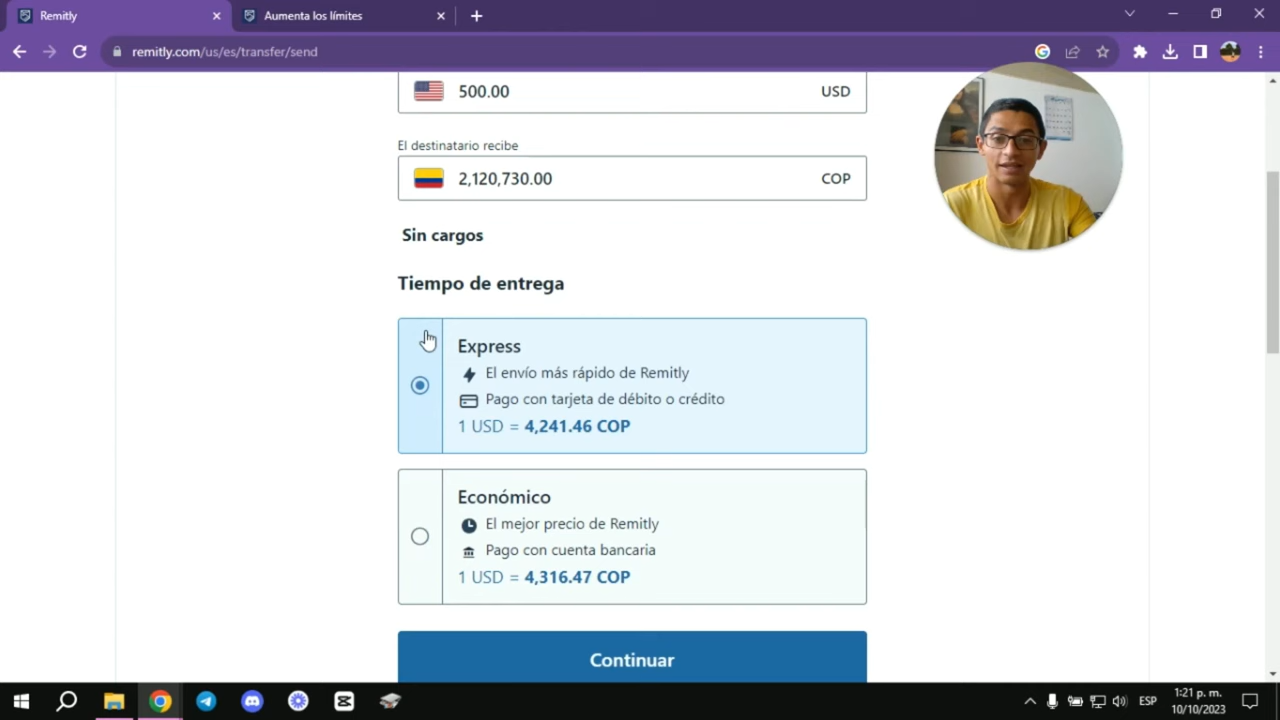 Remitly
Aumenta los límites
remitly.com/us/es/transfer/send
500.00 USD
El destinatario recibe
2,120,730.00 COP
Sin cargos
Tiempo de entrega
Express
El envío más rápido de Remitly
Pago con tarjeta de débito o crédito
1 USD = 4,241.46 COP
Económico
El mejor precio de Remitly
Pago con cuenta bancaria
1 USD = 4,316.47 COP
Continuar
ESP
1:21 p. m.
10/10/2023